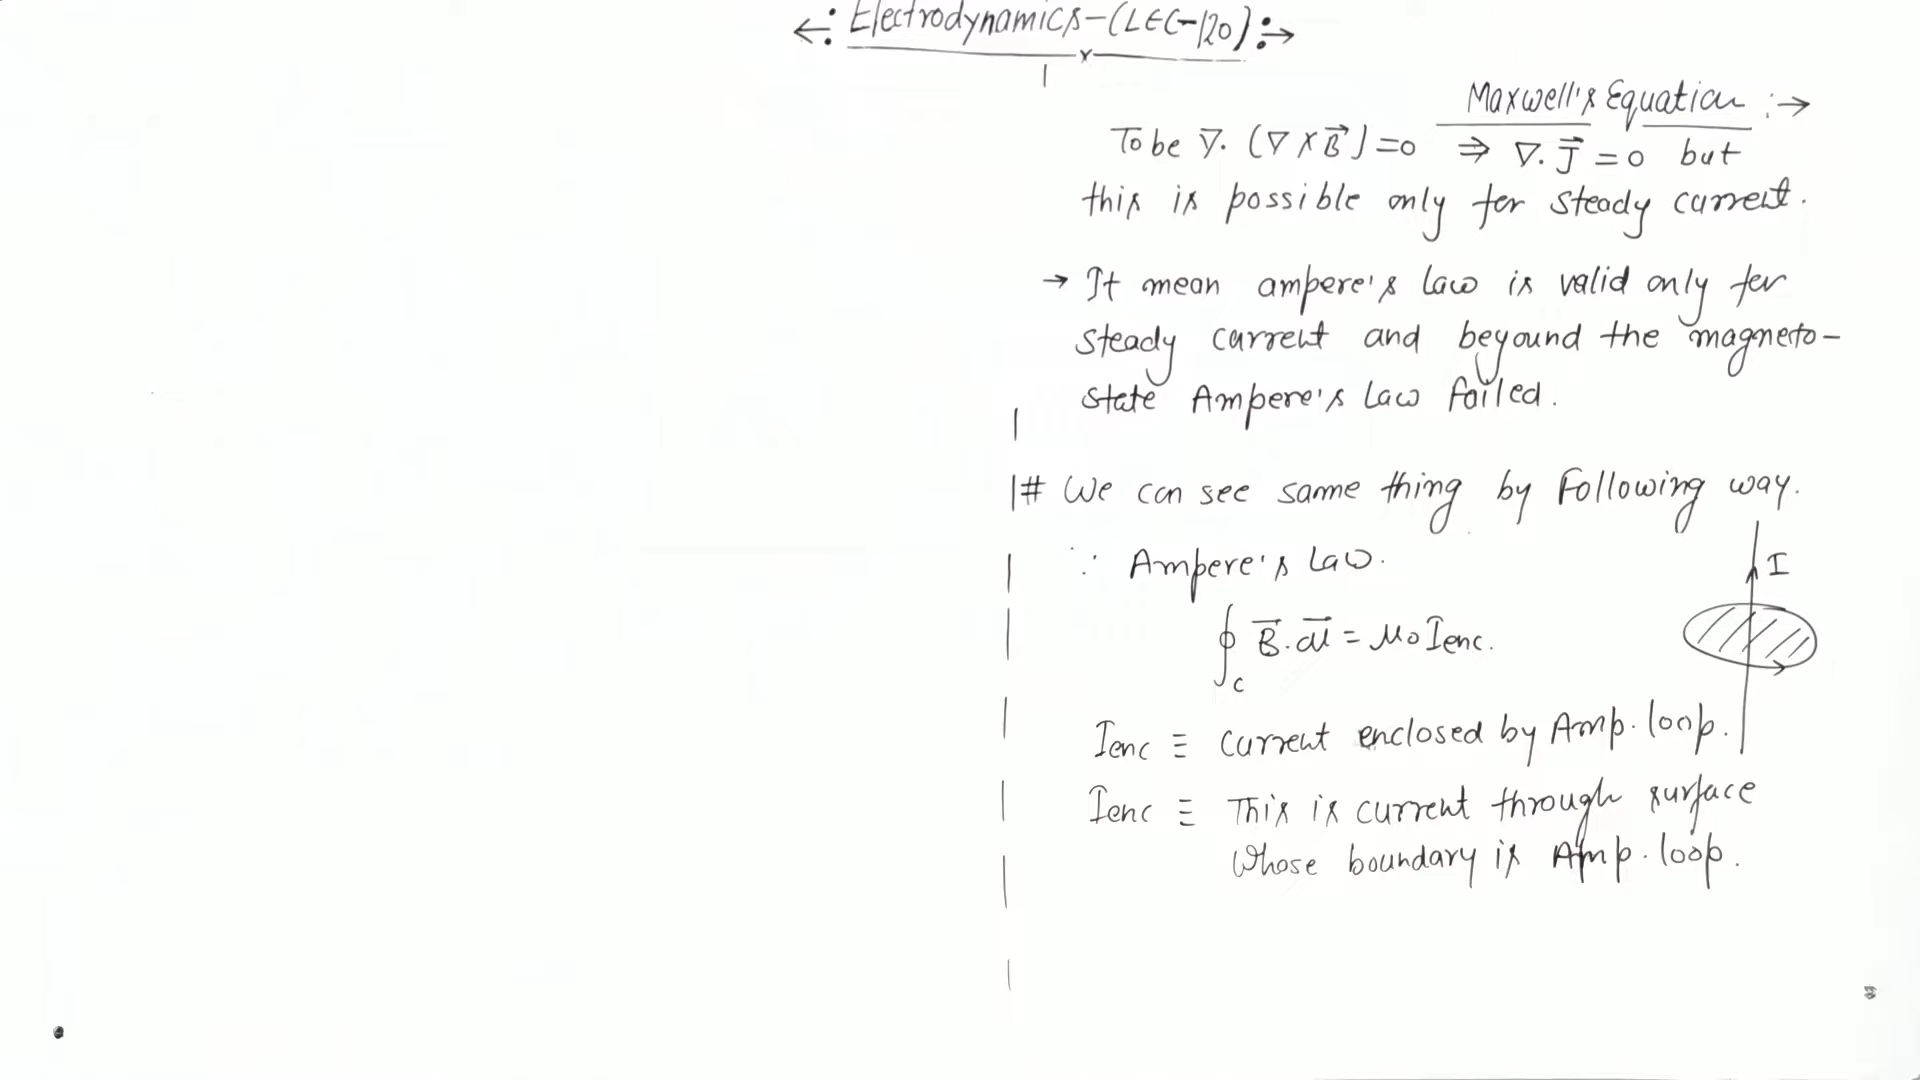 ←: Electrodynamics-(LEC-120):→
Maxwell's Equation :→
To be ∇. (∇ X B⃗) = 0 ⇒ ∇. J⃗ = 0 but
this is possible only for steady current.
→ It mean ampere's law is valid only for
steady current and beyound the magneto-
state Ampere's Law failed.
# We can see same thing by Following way.
∵ Ampere's Law.
I
∮c B⃗.dl⃗ = μo Ienc.
Ienc ≡ Current enclosed by Amp. loop.
Ienc ≡ This is current through surface
Whose boundary is Amp. loop.